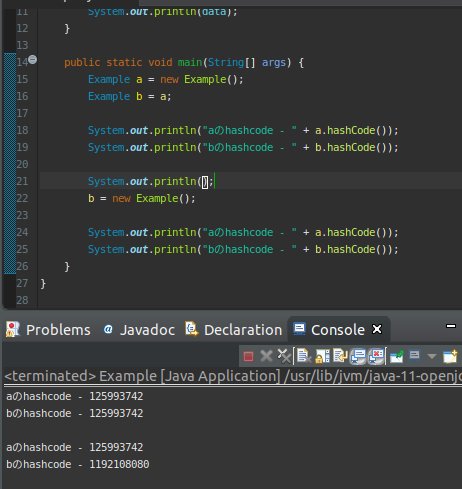 11 System.out.println(data);
12 }
13
14 public static void main(String[] args) {
15 Example a = new Example();
16 Example b = a;
17
18 System.out.println("aのhashcode - " + a.hashCode());
19 System.out.println("bのhashcode - " + b.hashCode());
20
21 System.out.println();
22 b = new Example();
23
24 System.out.println("aのhashcode - " + a.hashCode());
25 System.out.println("bのhashcode - " + b.hashCode());
26 }
27 }
28
Problems @ Javadoc Declaration Console
<terminated> Example [Java Application] /usr/lib/jvm/java-11-openjd
aのhashcode - 125993742
bのhashcode - 125993742
aのhashcode - 125993742
bのhashcode - 1192108080